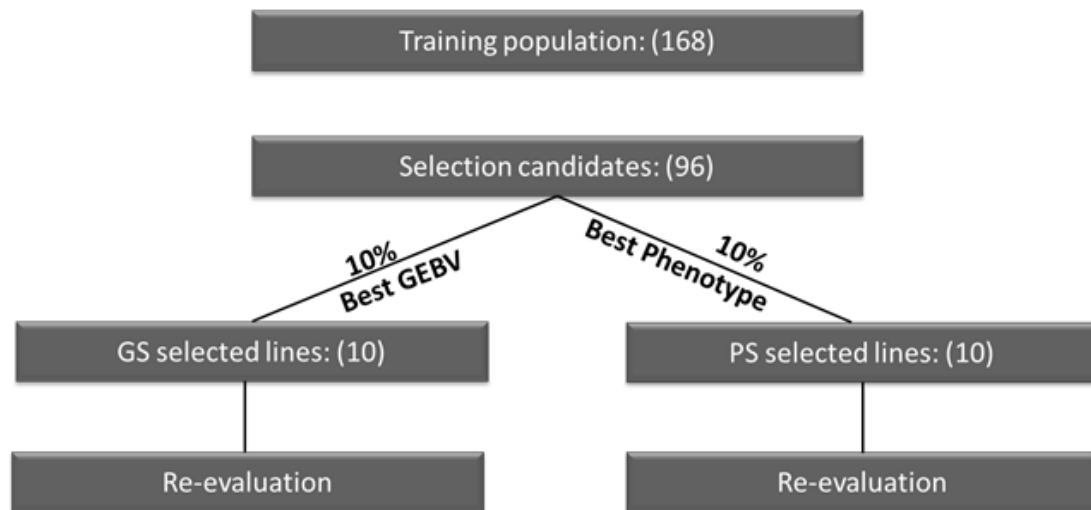 Training population: (168)
Selection candidates: (96)
10%
Best GEBV
10%
Best Phenotype
GS selected lines: (10)
PS selected lines: (10)
Re-evaluation
Re-evaluation